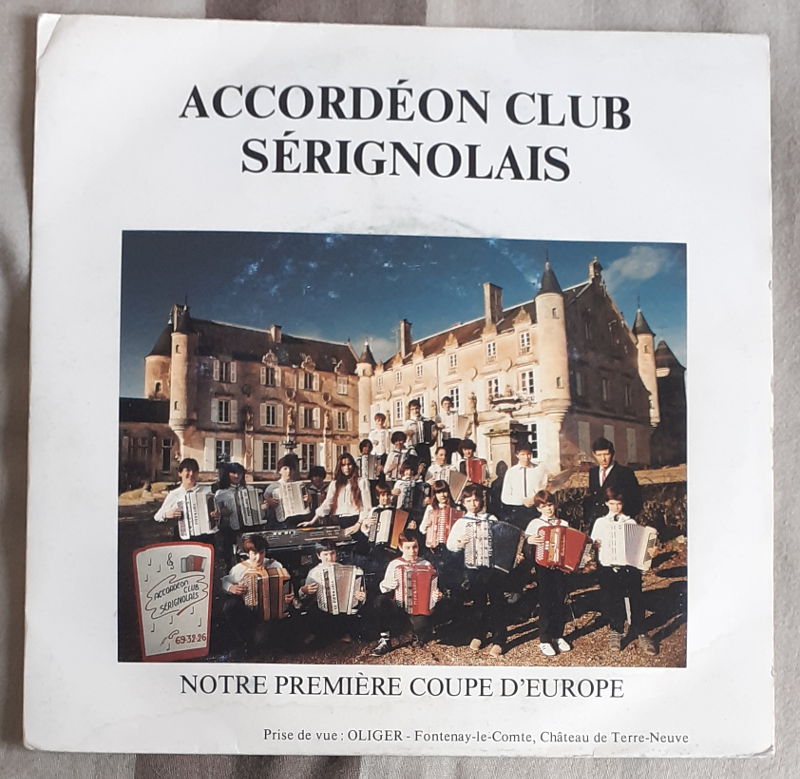 ACCORDÉON CLUB
SÉRIGNOLAIS
ACCORDÉON
CLUB
SÉRIGNOLAIS
69-32-26
NOTRE PREMIÈRE COUPE D'EUROPE
Prise de vue : OLIGER - Fontenay-le-Comte, Château de Terre-Neuve